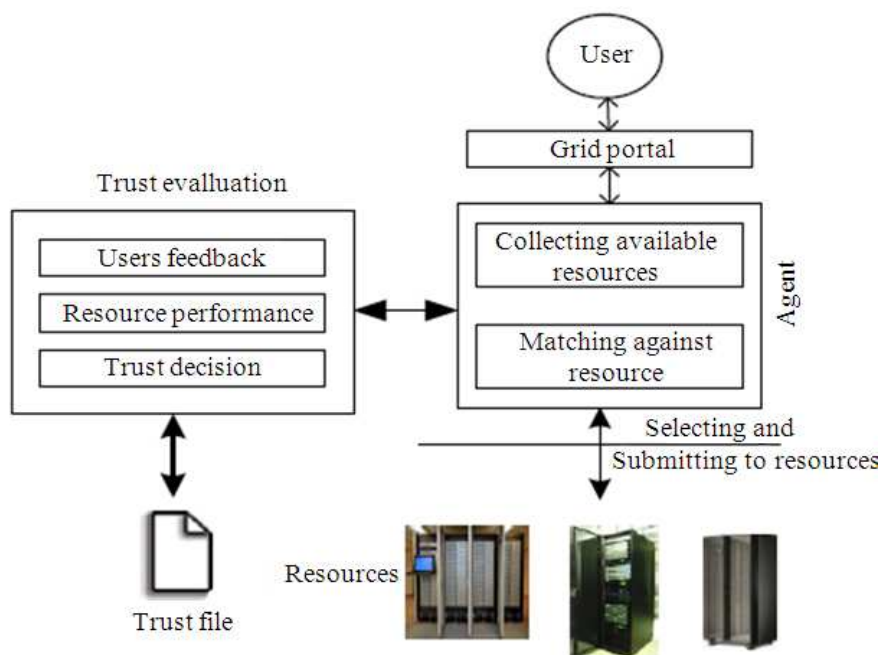 User
Grid portal
Trust evalluation
Users feedback
Resource performance
Trust decision
Collecting available
resources
Matching against
resource
Agent
Selecting and
Submitting to resources
Resources
Trust file